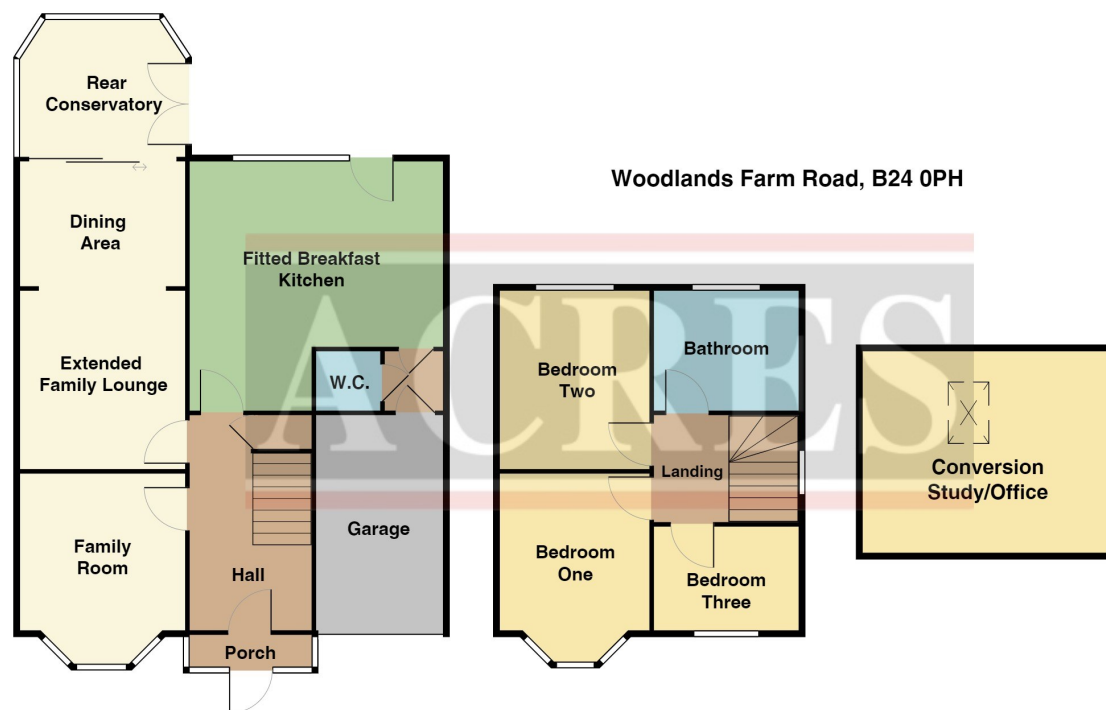 Rear
Conservatory
Woodlands Farm Road, B24 0PH
Dining
Area
Fitted Breakfast
Kitchen
ACRES
Extended
Family Lounge
W.C.
Bedroom
Two
Bathroom
Landing
Conversion
Study/Office
Family
Room
Hall
Garage
Bedroom
One
Bedroom
Three
Porch